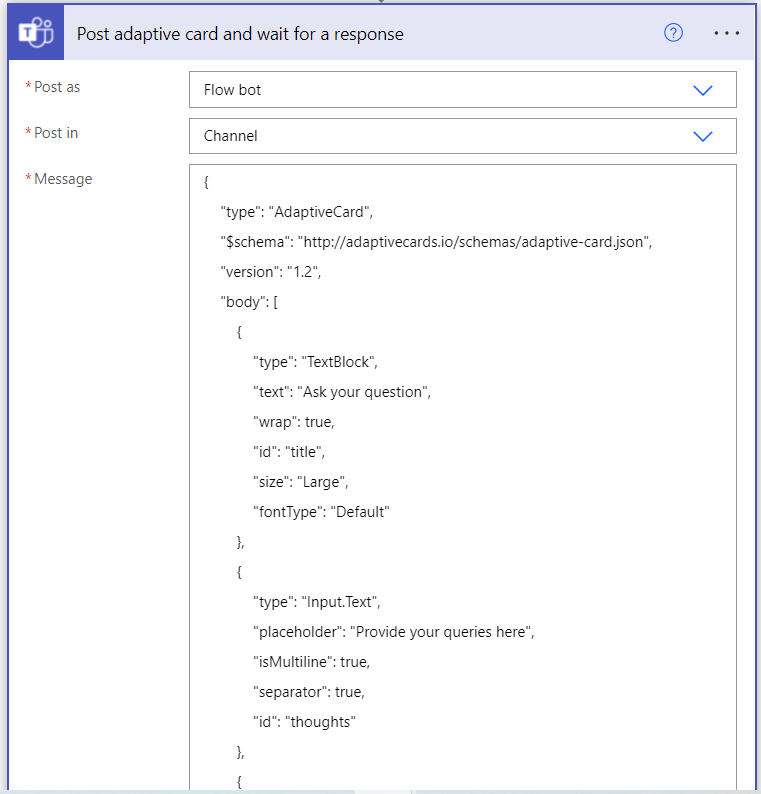 Post adaptive card and wait for a response
* Post as
Flow bot
* Post in
Channel
* Message
{
"type": "AdaptiveCard",
"$schema": "http://adaptivecards.io/schemas/adaptive-card.json",
"version": "1.2",
"body": [
{
"type": "TextBlock",
"text": "Ask your question",
"wrap": true,
"id": "title",
"size": "Large",
"fontType": "Default"
},
{
"type": "Input.Text",
"placeholder": "Provide your queries here",
"isMultiline": true,
"separator": true,
"id": "thoughts"
},
{